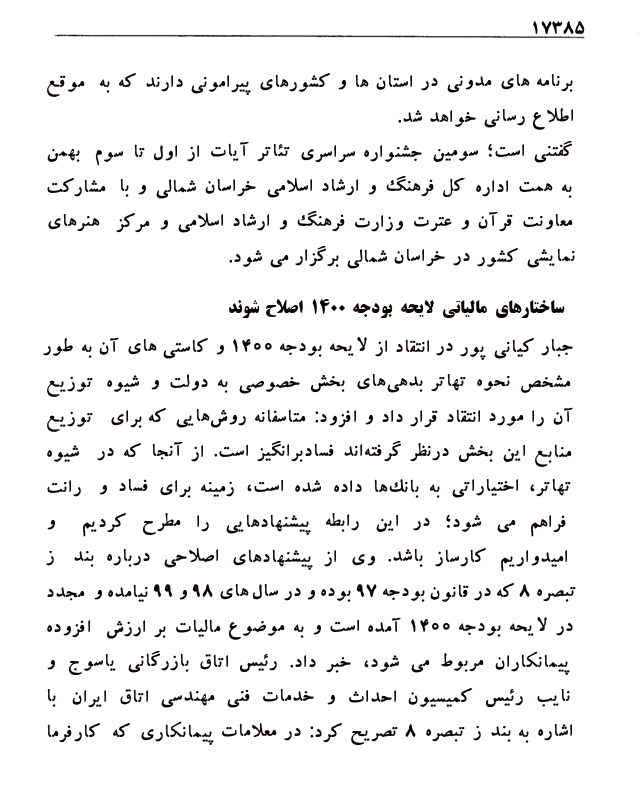 ۱۷۳۸۵
برنامه های مدونی در استان ها و کشورهای پیرامونی دارند که به موقع
اطلاع رسانی خواهد شد.
گفتنی است؛ سومین جشنواره سراسری تئاتر آیات از اول تا سوم بهمن
به همت اداره کل فرهنگ و ارشاد اسلامی خراسان شمالی و با مشارکت
معاونت قرآن و عترت وزارت فرهنگ و ارشاد اسلامی و مرکز هنرهای
نمایشی کشور در خراسان شمالی برگزار می شود.
ساختارهای مالیاتی لایحه بودجه ۱۴۰۰ اصلاح شوند
جبار کیانی پور در انتقاد از لایحه بودجه ۱۴۰۰ و کاستی های آن به طور
مشخص نحوه تهاتر بدهی‌های بخش خصوصی به دولت و شیوه توزیع
آن را مورد انتقاد قرار داد و افزود: متاسفانه روش‌هایی که برای توزیع
منابع این بخش درنظر گرفته‌اند فسادبرانگیز است. از آنجا که در شیوه
تهاتر، اختیاراتی به بانك‌ها داده شده است، زمینه برای فساد و رانت
فراهم می شود؛ در این رابطه پیشنهادهایی را مطرح کردیم و
امیدواریم کارساز باشد. وی از پیشنهادهای اصلاحی درباره بند ز
تبصره ۸ که در قانون بودجه ۹۷ بوده و در سال های ۹۸ و ۹۹ نیامده و مجدد
در لایحه بودجه ۱۴۰۰ آمده است و به موضوع مالیات بر ارزش افزوده
پیمانکاران مربوط می شود، خبر داد. رئیس اتاق بازرگانی یاسوج و
نایب رئیس کمیسیون احداث و خدمات فنی مهندسی اتاق ایران با
اشاره به بند ز تبصره ۸ تصریح کرد: در معلامات پیمانکاری که کارفرما